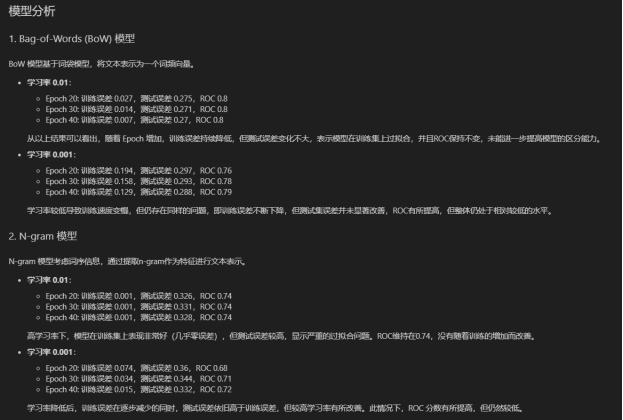 模型分析
1. Bag-of-Words (BoW) 模型
BoW 模型基于词袋模型，将文本表示为一个词频向量。
学习率 0.01：
Epoch 20: 训练误差 0.027，测试误差 0.275，ROC 0.8
Epoch 30: 训练误差 0.014，测试误差 0.271，ROC 0.8
Epoch 40: 训练误差 0.007，测试误差 0.27，ROC 0.8
从以上结果可以看出，随着 Epoch 增加，训练误差持续降低，但测试误差变化不大，表示模型在训练集上过拟合，并且ROC保持不变，未能进一步提高模型的区分能力。
学习率 0.001：
Epoch 20: 训练误差 0.194，测试误差 0.297，ROC 0.76
Epoch 30: 训练误差 0.158，测试误差 0.293，ROC 0.78
Epoch 40: 训练误差 0.129，测试误差 0.288，ROC 0.79
学习率较低导致训练速度变慢，但仍存在同样的问题，即训练误差不断下降，但测试集误差并未显著改善，ROC有所提高，但整体仍处于相对较低的水平。
2. N-gram 模型
N-gram 模型考虑词序信息，通过提取n-gram作为特征进行文本表示。
学习率 0.01：
Epoch 20: 训练误差 0.001，测试误差 0.326，ROC 0.74
Epoch 30: 训练误差 0.001，测试误差 0.331，ROC 0.74
Epoch 40: 训练误差 0.001，测试误差 0.328，ROC 0.74
高学习率下，模型在训练集上表现非常好（几乎零误差），但测试误差较高，显示严重的过拟合问题。ROC维持在0.74，没有随着训练的增加而改善。
学习率 0.001：
Epoch 20: 训练误差 0.074，测试误差 0.36，ROC 0.68
Epoch 30: 训练误差 0.034，测试误差 0.344，ROC 0.71
Epoch 40: 训练误差 0.015，测试误差 0.332，ROC 0.72
学习率降低后，训练误差在逐步减少的同时，测试误差依旧高于训练误差，但较高学习率有所改善。此情况下，ROC 分数有所提高，但仍然较低。